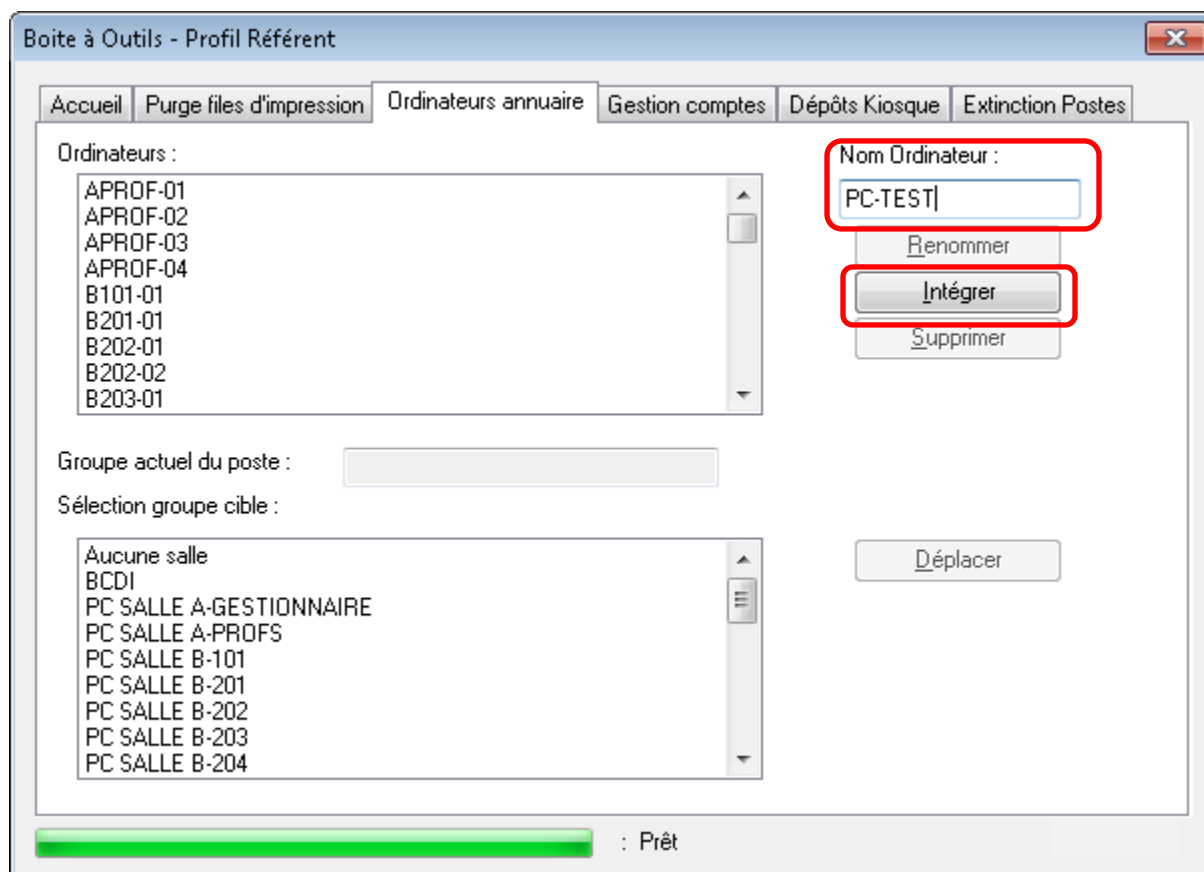 Boite à Outils - Profil Référent
Accueil Purge files d'impression Ordinateurs annuaire Gestion comptes Dépôts Kiosque Extinction Postes
Ordinateurs :
APROF-01
APROF-02
APROF-03
APROF-04
B101-01
B201-01
B202-01
B202-02
B203-01
Nom Ordinateur :
PC-TEST
Renommer
Intégrer
Supprimer
Groupe actuel du poste :
Sélection groupe cible :
Aucune salle
BCDI
PC SALLE A-GESTIONNAIRE
PC SALLE A-PROFS
PC SALLE B-101
PC SALLE B-201
PC SALLE B-202
PC SALLE B-203
PC SALLE B-204
Déplacer
: Prêt